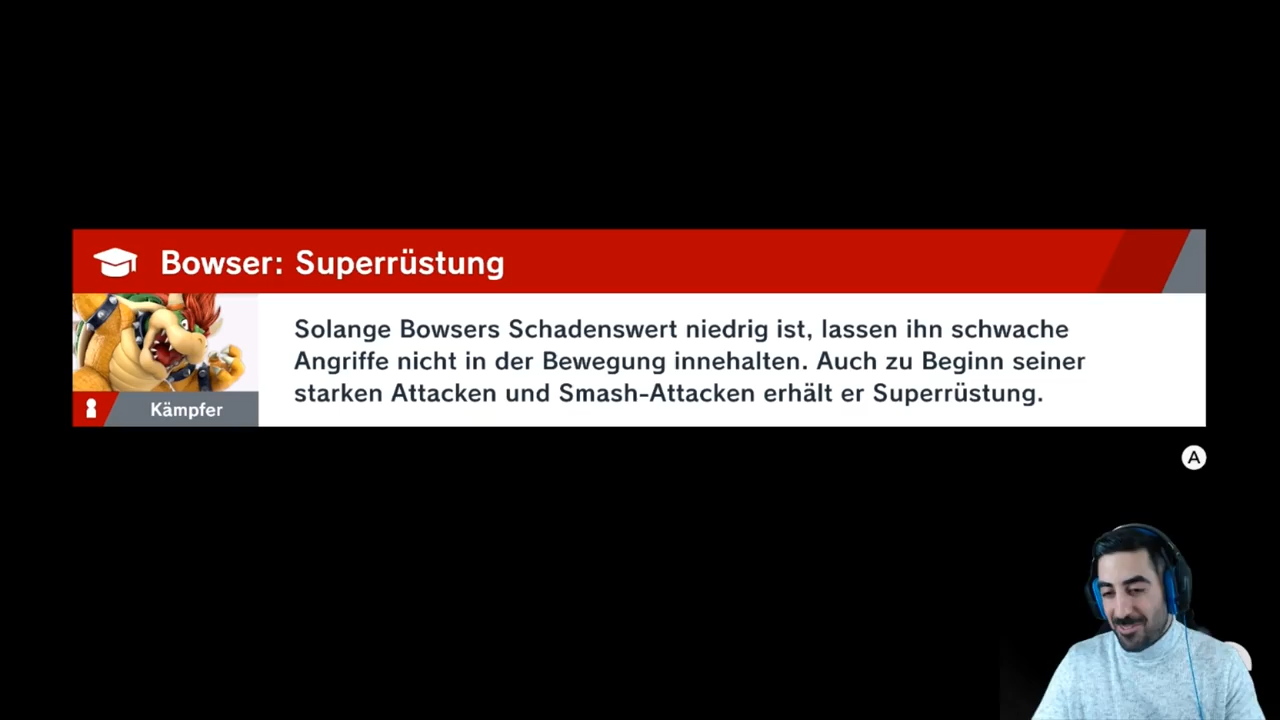 Bowser: Superrüstung
Solange Bowsers Schadenswert niedrig ist, lassen ihn schwache
Angriffe nicht in der Bewegung innehalten. Auch zu Beginn seiner
starken Attacken und Smash-Attacken erhält er Superrüstung.
Kämpfer
A